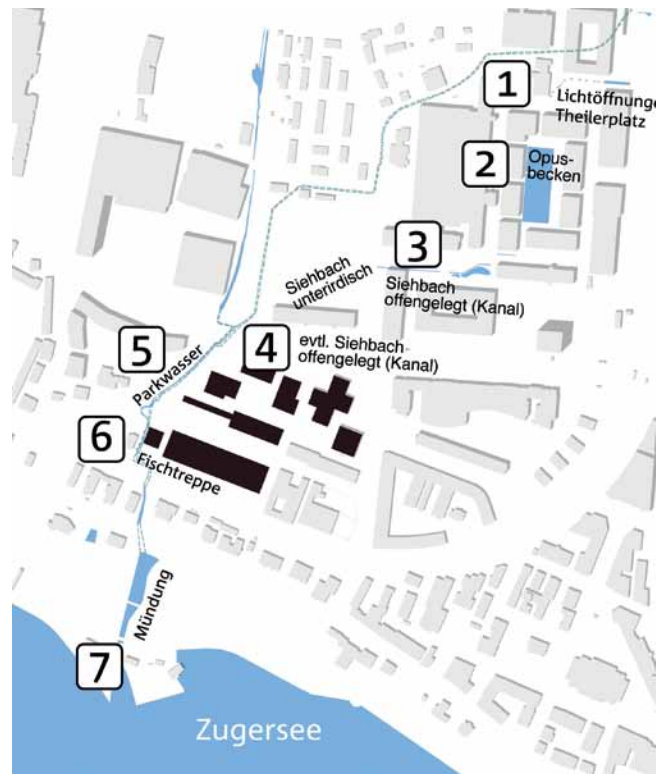 1
Lichtöffnunge
Theilerplatz
2
Opus-
becken
3
Siehbach
unterirdisch
Siehbach
offengelegt (Kanal)
4
evtl. Siehbach-
offengelegt (Kanal)
5
Parkwasser
6
Fischtreppe
Mündung
7
Zugersee